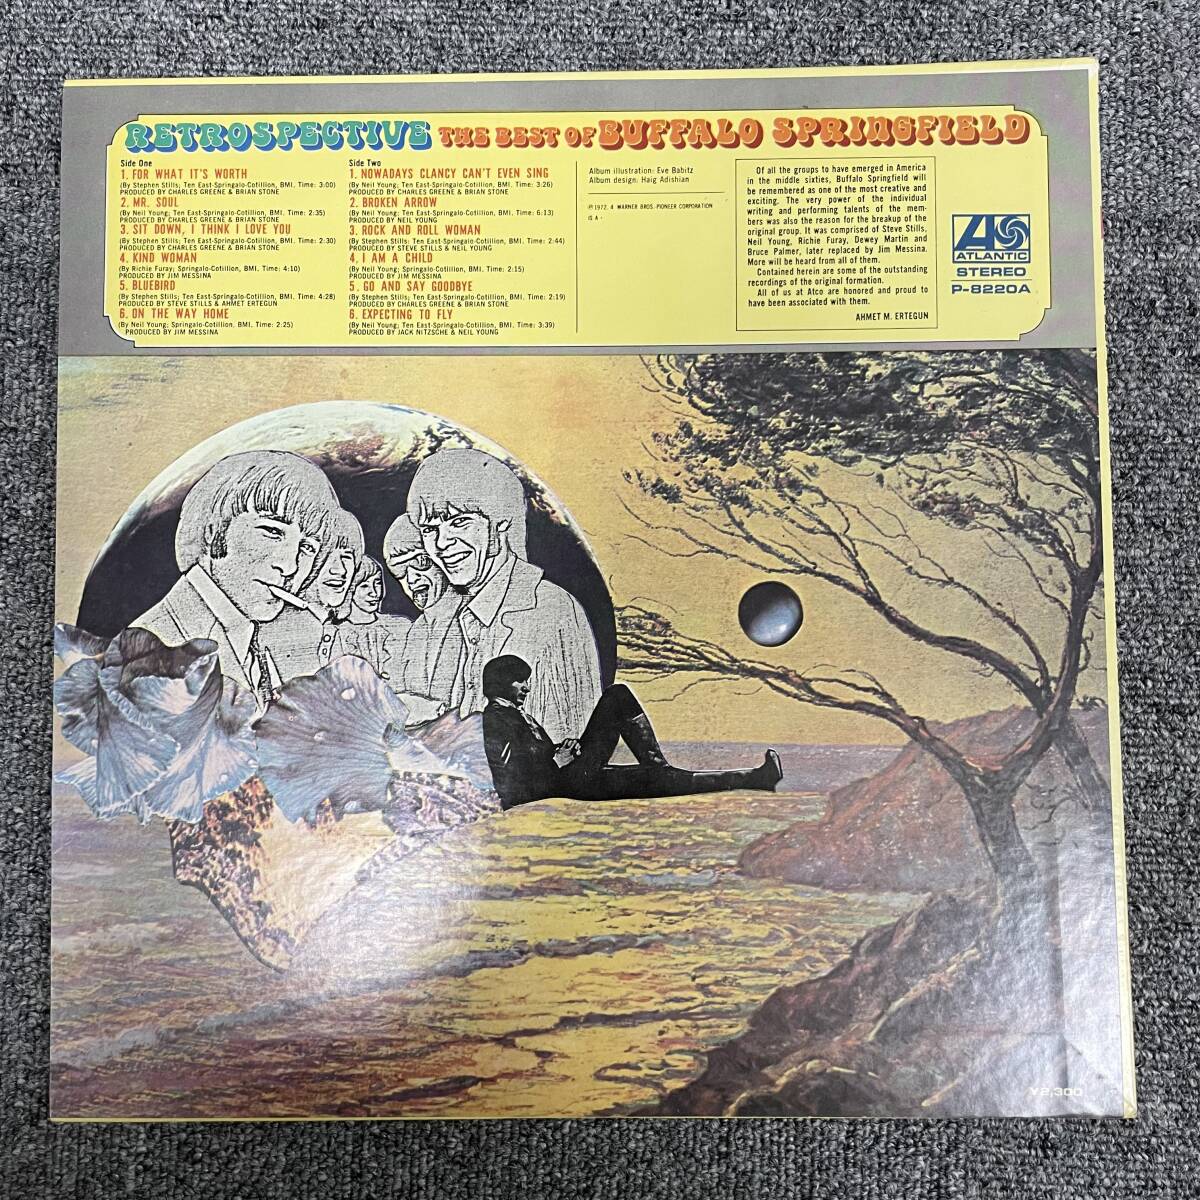 RETROSPECTIVE THE BEST OF BUFFALO SPRINGFIELD
Side One
1. FOR WHAT IT'S WORTH
(By Stephen Stills; Ten East-Springalo-Cotillion, BMI, Time: 3:00)
PRODUCED BY CHARLES GREENE & BRIAN STONE
2. MR. SOUL
(By Neil Young; Ten East-Springalo-Cotillion, BMI, Time: 2:35)
PRODUCED BY CHARLES GREENE & BRIAN STONE
3. SIT DOWN, I THINK I LOVE YOU
(By Stephen Stills; Ten East-Springalo-Cotillion, BMI, Time: 2:30)
PRODUCED BY CHARLES GREENE & BRIAN STONE
4. KIND WOMAN
(By Richie Furay; Springalo-Cotillion, BMI, Time: 4:10)
PRODUCED BY JIM MESSINA
5. BLUEBIRD
(By Stephen Stills; Ten East-Springalo-Cotillion, BMI, Time: 4:28)
PRODUCED BY STEVE STILLS & AHMET ERTEGUN
6. ON THE WAY HOME
(By Neil Young; Springalo-Cotillion, BMI, Time: 2:25)
PRODUCED BY JIM MESSINA
Side Two
1. NOWADAYS CLANCY CAN'T EVEN SING
(By Neil Young; Ten East-Springalo-Cotillion, BMI, Time: 3:26)
PRODUCED BY CHARLES GREENE & BRIAN STONE
2. BROKEN ARROW
(By Neil Young; Ten East-Springalo-Cotillion, BMI, Time: 6:13)
PRODUCED BY NEIL YOUNG
3. ROCK AND ROLL WOMAN
(By Stephen Stills; Ten East-Springalo-Cotillion, BMI, Time: 2:44)
PRODUCED BY STEVE STILLS & NEIL YOUNG
4. I AM A CHILD
(By Neil Young; Springalo-Cotillion, BMI, Time: 2:15)
PRODUCED BY JIM MESSINA
5. GO AND SAY GOODBYE
(By Stephen Stills; Ten East-Springalo-Cotillion, BMI, Time: 2:19)
PRODUCED BY CHARLES GREENE & BRIAN STONE
6. EXPECTING TO FLY
(By Neil Young; Ten East-Springalo-Cotillion, BMI, Time: 3:39)
PRODUCED BY JACK NITZSCHE & NEIL YOUNG
Album illustration: Eve Babitz
Album design: Haig Adishian
℗1972. 4 WARNER BROS.-PIONEER CORPORATION
IS A -
Of all the groups to have emerged in America
in the middle sixties, Buffalo Springfield will
be remembered as one of the most creative and
exciting. The very power of the individual
writing and performing talents of the mem-
bers was also the reason for the breakup of the
original group. It was comprised of Steve Stills,
Neil Young, Richie Furay, Dewey Martin and
Bruce Palmer, later replaced by Jim Messina.
More will be heard from all of them.
Contained herein are some of the outstanding
recordings of the original formation.
All of us at Atco are honored and proud to
have been associated with them.
AHMET M. ERTEGUN
ATLANTIC
STEREO
P-8220A
¥2,300